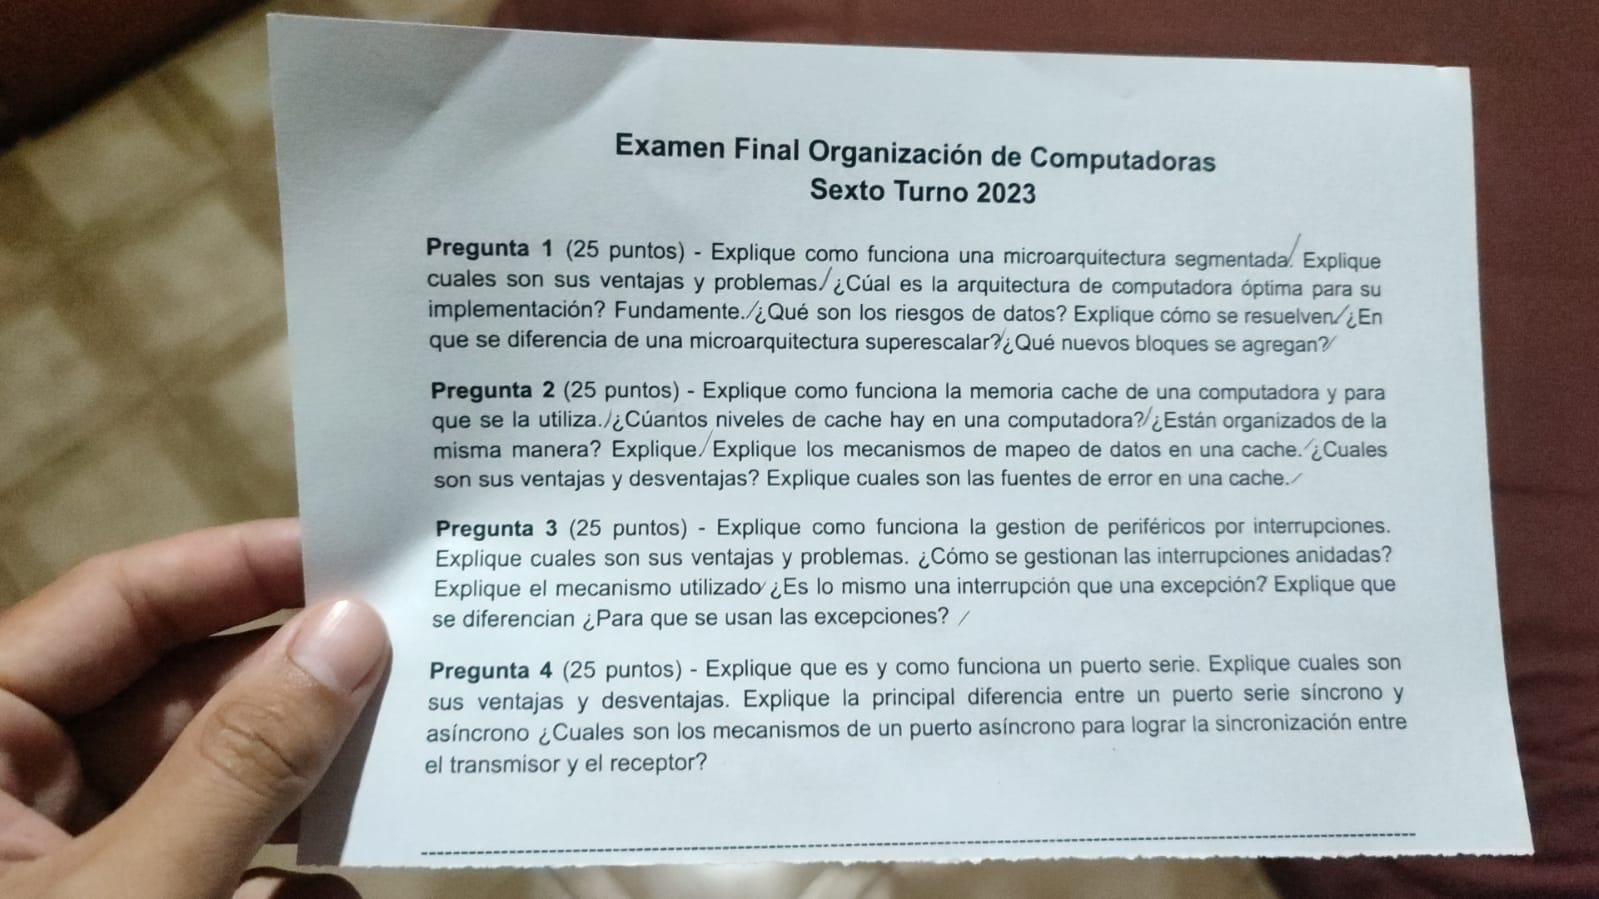 Examen Final Organización de Computadoras
Sexto Turno 2023
Pregunta 1 (25 puntos) - Explique como funciona una microarquitectura segmentada. Explique
cuales son sus ventajas y problemas. ¿Cúal es la arquitectura de computadora óptima para su
implementación? Fundamente. ¿Qué son los riesgos de datos? Explique cómo se resuelven. ¿En
que se diferencia de una microarquitectura superescalar? ¿Qué nuevos bloques se agregan?
Pregunta 2 (25 puntos) - Explique como funciona la memoria cache de una computadora y para
que se la utiliza. ¿Cúantos niveles de cache hay en una computadora? ¿Están organizados de la
misma manera? Explique. Explique los mecanismos de mapeo de datos en una cache. ¿Cuales
son sus ventajas y desventajas? Explique cuales son las fuentes de error en una cache.
Pregunta 3 (25 puntos) - Explique como funciona la gestion de periféricos por interrupciones.
Explique cuales son sus ventajas y problemas. ¿Cómo se gestionan las interrupciones anidadas?
Explique el mecanismo utilizado ¿Es lo mismo una interrupción que una excepción? Explique que
se diferencian ¿Para que se usan las excepciones?
Pregunta 4 (25 puntos) - Explique que es y como funciona un puerto serie. Explique cuales son
sus ventajas y desventajas. Explique la principal diferencia entre un puerto serie síncrono y
asíncrono ¿Cuales son los mecanismos de un puerto asíncrono para lograr la sincronización entre
el transmisor y el receptor?